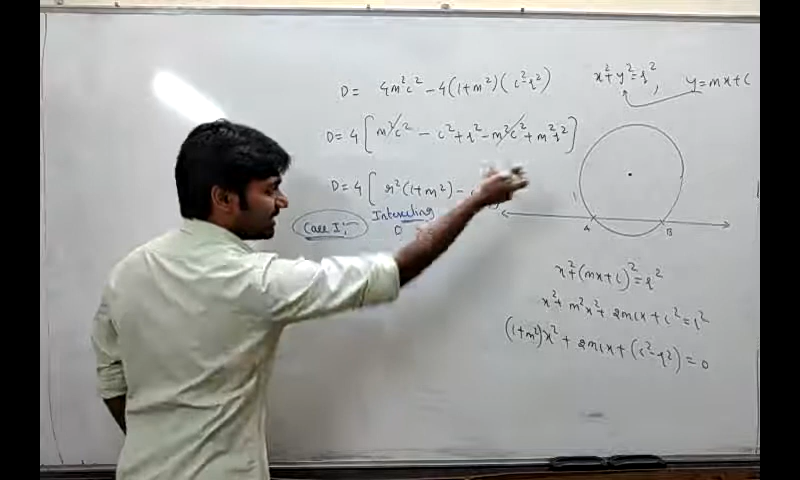 D = 4m²c² - 4(1+m²)(c²-r²)
D = 4[m²c² - c² + r² - m²c² + m²r²]
D = 4[r²(1+m²) -
Case I:-
Intersecting
0
x²+y²=r², y=mx+c
A B
x²+(mx+c)²=r²
x²+m²x²+2mcx+c²=r²
(1+m²)x²+2mcx+(c²-r²)=0